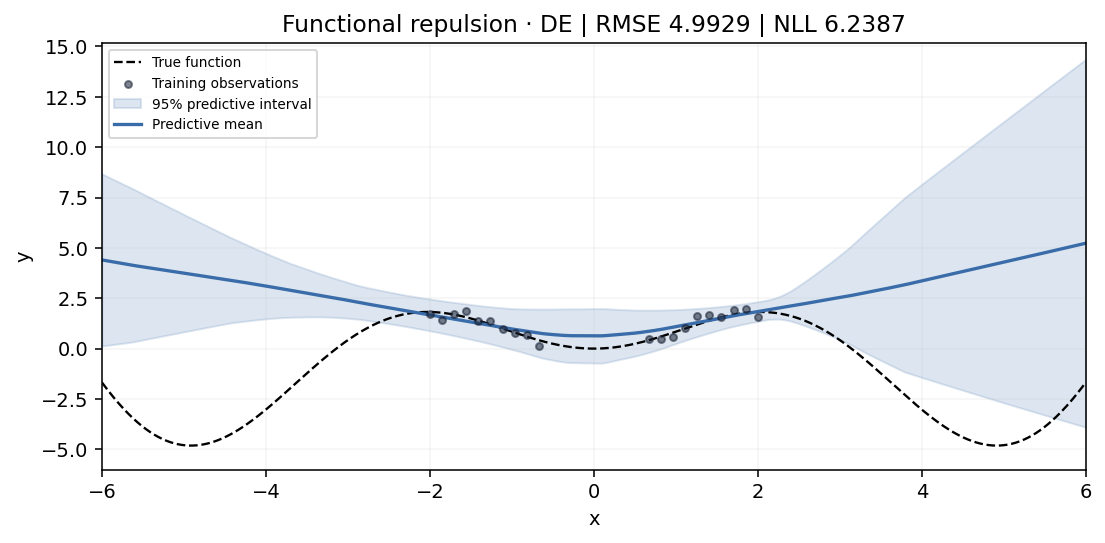 Functional repulsion · DE | RMSE 4.9929 | NLL 6.2387
True function
Training observations
95% predictive interval
Predictive mean
15.0
12.5
10.0
7.5
5.0
2.5
0.0
−2.5
−5.0
y
−6 −4 −2 0 2 4 6
x